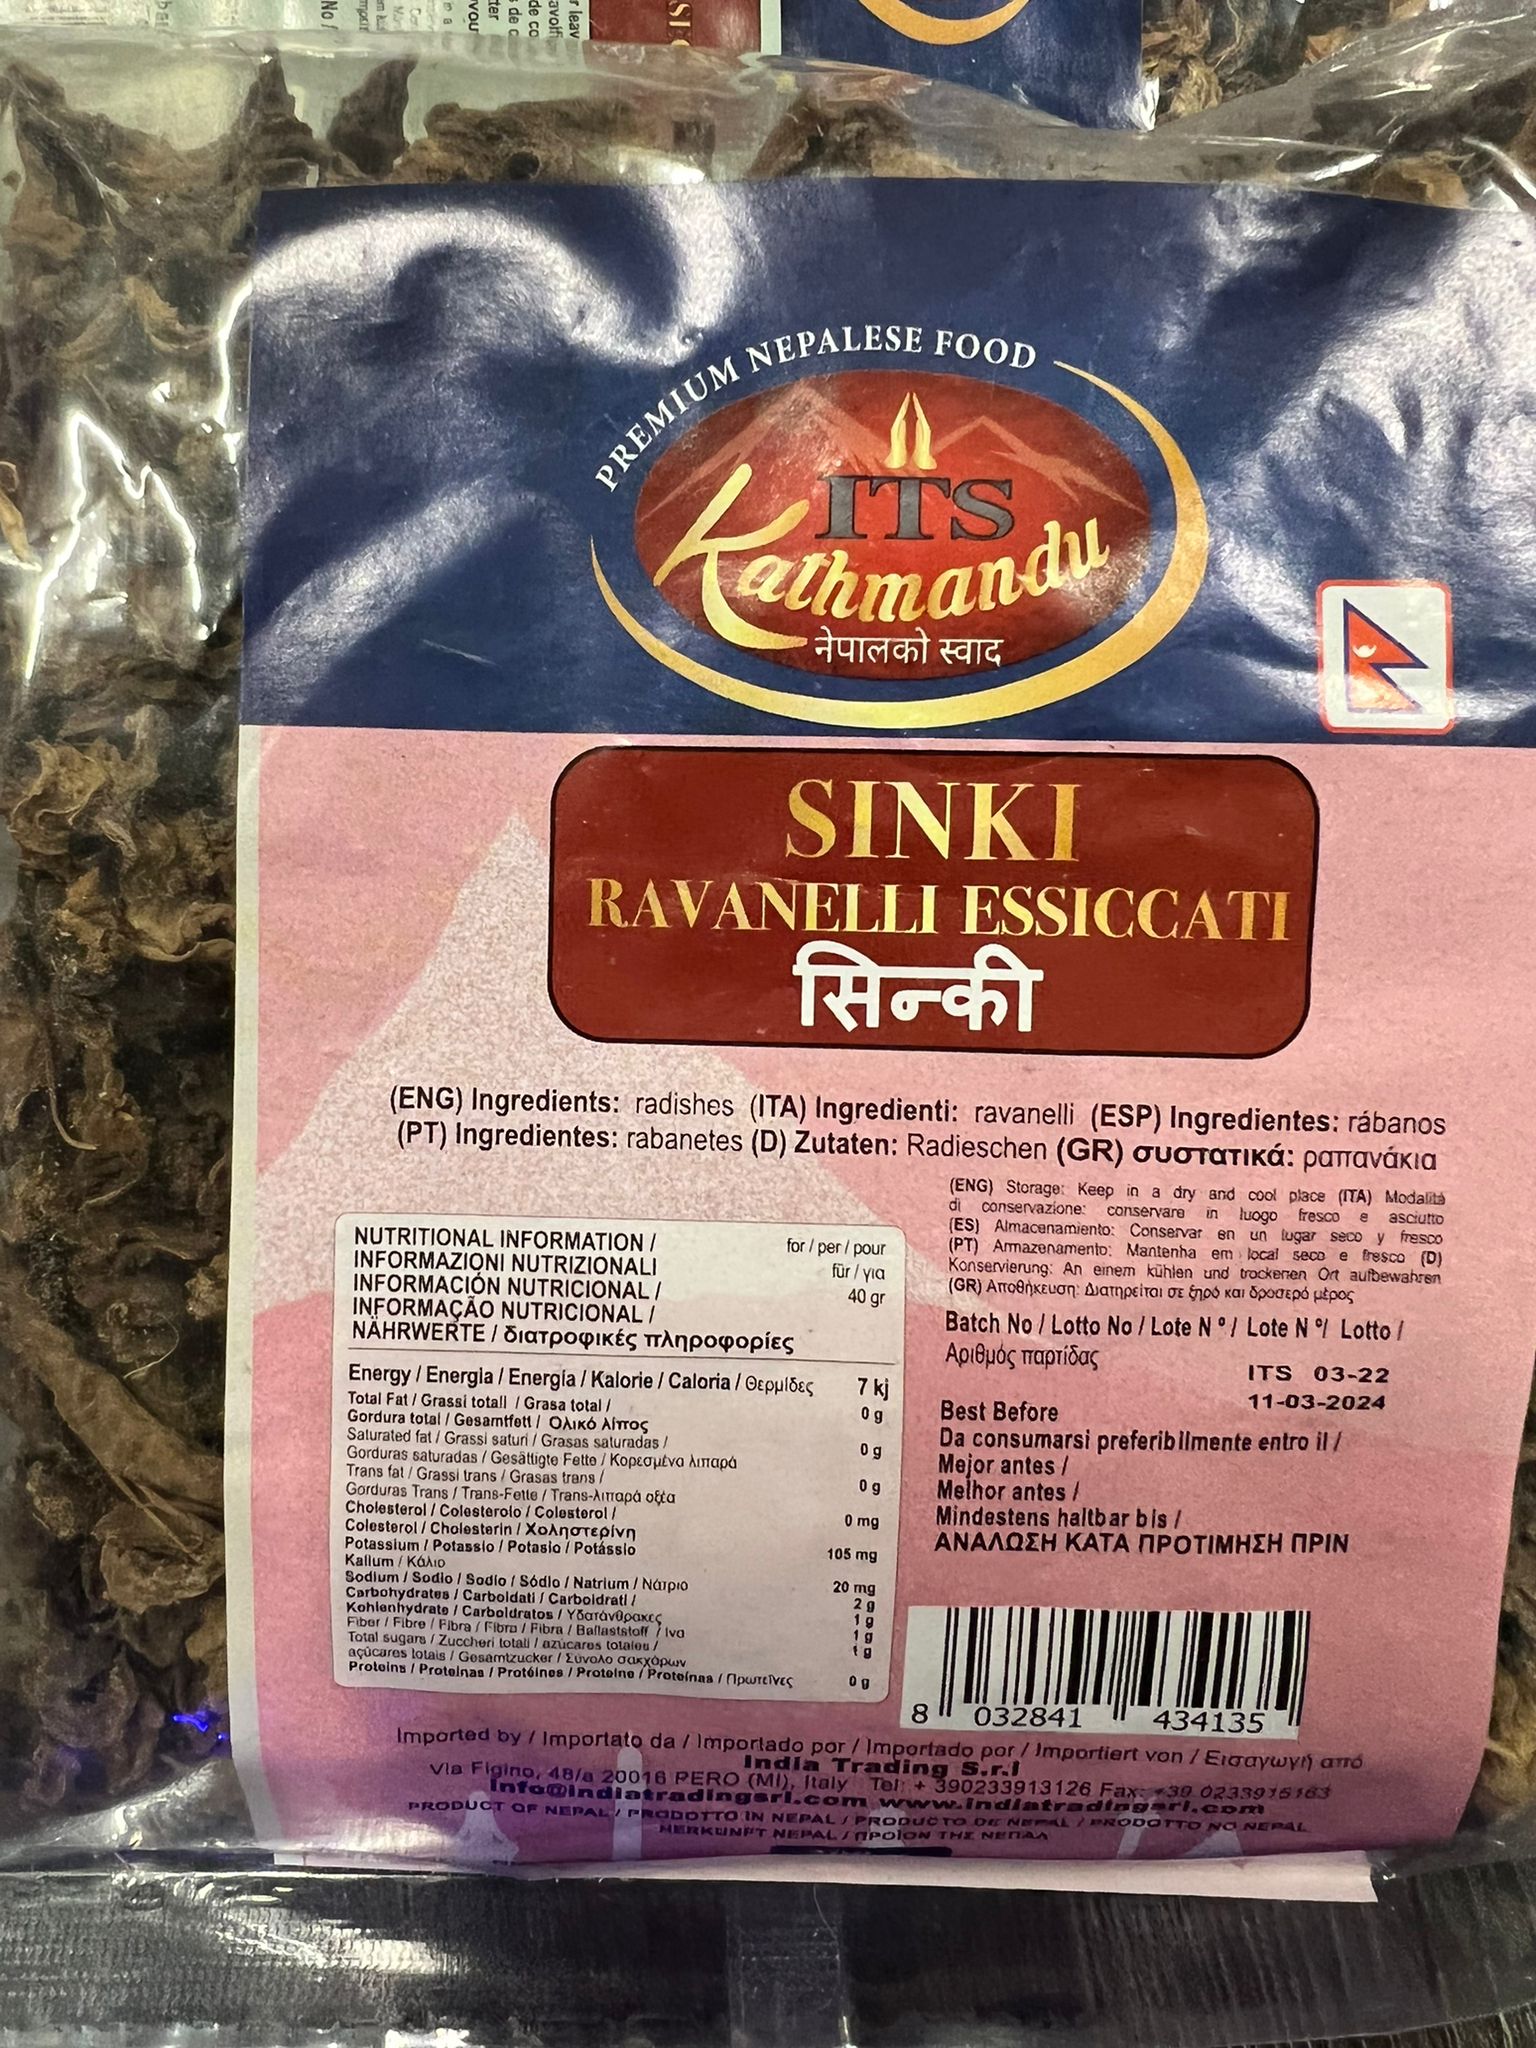 PREMIUM NEPALESE FOOD
ITS
Kathmandu
नेपालको स्वाद
SINKI
RAVANELLI ESSICCATI
सिन्की
(ENG) Ingredients: radishes (ITA) Ingredienti: ravanelli (ESP) Ingredientes: rábanos
(PT) Ingredientes: rabanetes (D) Zutaten: Radieschen (GR) συστατικά: ραπανάκια
(ENG) Storage: Keep in a dry and cool place (ITA) Modalità
di conservazione: conservare in luogo fresco e asciutto
(ES) Almacenamiento: Conservar en un lugar seco y fresco
(PT) Armazenamento: Mantenha em local seco e fresco (D)
Konservierung: An einem kühlen und trockenen Ort aufbewahren
(GR) Αποθήκευση: Διατηρείται σε ξηρό και δροσερό μέρος
NUTRITIONAL INFORMATION /
INFORMAZIONI NUTRIZIONALI
INFORMACIÓN NUTRICIONAL /
INFORMAÇÃO NUTRICIONAL /
NÄHRWERTE / διατροφικές πληροφορίες
for / per / pour
für / για
40 gr
Energy / Energia / Energía / Kalorie / Caloria / Θερμίδες 7 kj
Total Fat / Grassi totali / Grasa total /
Gordura total / Gesamtfett / Ολικό λίπος 0 g
Saturated fat / Grassi saturi / Grasas saturadas /
Gorduras saturadas / Gesättigte Fette / Κορεσμένα λιπαρά 0 g
Trans fat / Grassi trans / Grasas trans /
Gorduras Trans / Trans-Fette / Trans-λιπαρά οξέα 0 g
Cholesterol / Colesterolo / Colesterol /
Colesterol / Cholesterin / Χοληστερίνη 0 mg
Potassium / Potassio / Potasio / Potássio
Kalium / Κάλιο 105 mg
Sodium / Sodio / Sodio / Sódio / Natrium / Νάτριο 20 mg
Carbohydrates / Carboidati / Carboidrati / 2 g
Kohlenhydrate / Carboidratos / Υδατάνθρακες 1 g
Fiber / Fibre / Fibra / Fibra / Fibra / Ballaststoff / Ινα 1 g
Total sugars / Zuccheri totali / azúcares totales / 1 g
açúcares totais / Gesamtzucker / Σύνολο σακχάρων
Proteins / Proteinas / Protéines / Proteine / Proteínas / Πρωτεΐνες 0 g
Batch No / Lotto No / Lote N º / Lote N º/ Lotto /
Αριθμός παρτίδας
ITS 03-22
11-03-2024
Best Before
Da consumarsi preferibilmente entro il /
Mejor antes /
Melhor antes /
Mindestens haltbar bis /
ΑΝΑΛΩΣΗ ΚΑΤΑ ΠΡΟΤΙΜΗΣΗ ΠΡΙΝ
8 032841 434135
Imported by / Importato da / Importado por / Importado por / Importiert von / Εισαγωγή από
India Trading S.r.l
Via Figino, 48/a 20016 PERO (MI), Italy Tel: + 390233913126 Fax: +39 0233915163
Info@indiatradingsrl.com www.indiatradingsrl.com
PRODUCT OF NEPAL / PRODOTTO IN NEPAL / PRODUCTO DE NEPAL / PRODOTTO NO NEPAL
HERKUNFT NEPAL / ΠΡΟΪΟΝ ΤΗΣ ΝΕΠΑΛ